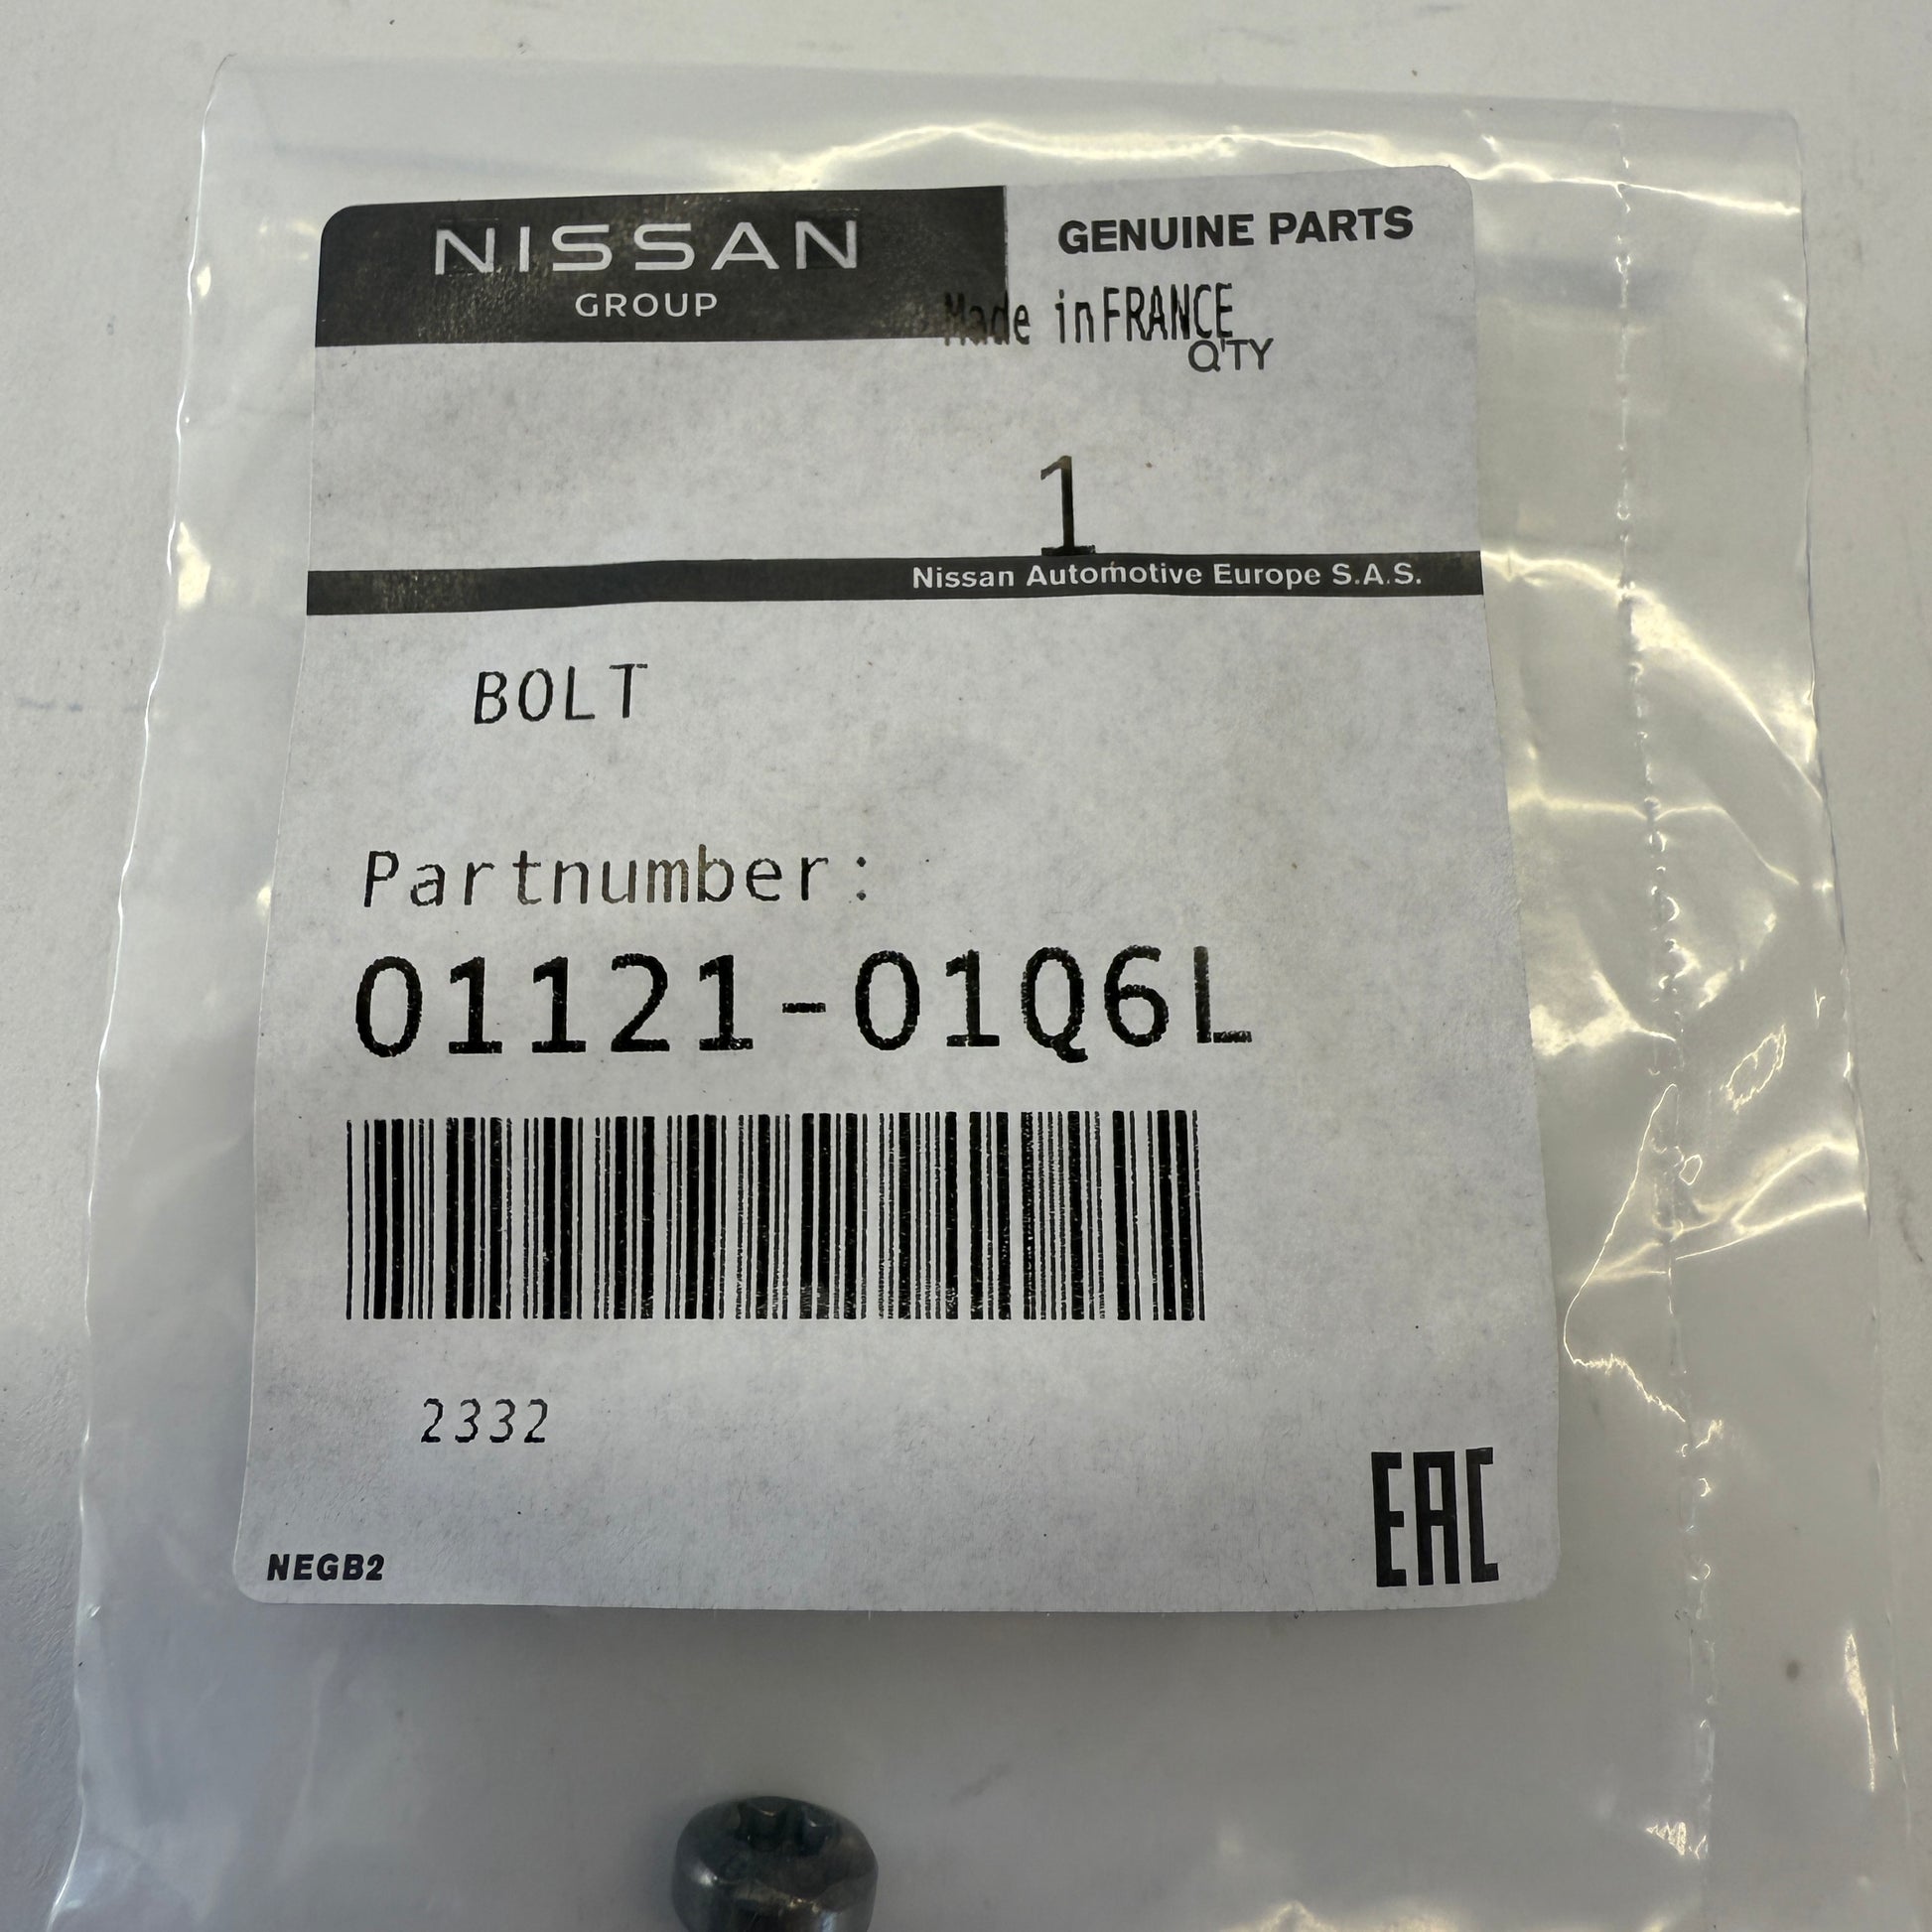 NISSAN
GROUP
GENUINE PARTS
Made in FRANCE
Q'TY
1
Nissan Automotive Europe S.A.S.
BOLT
Partnumber:
01121-01Q6L
2332
NEGB2
EAC